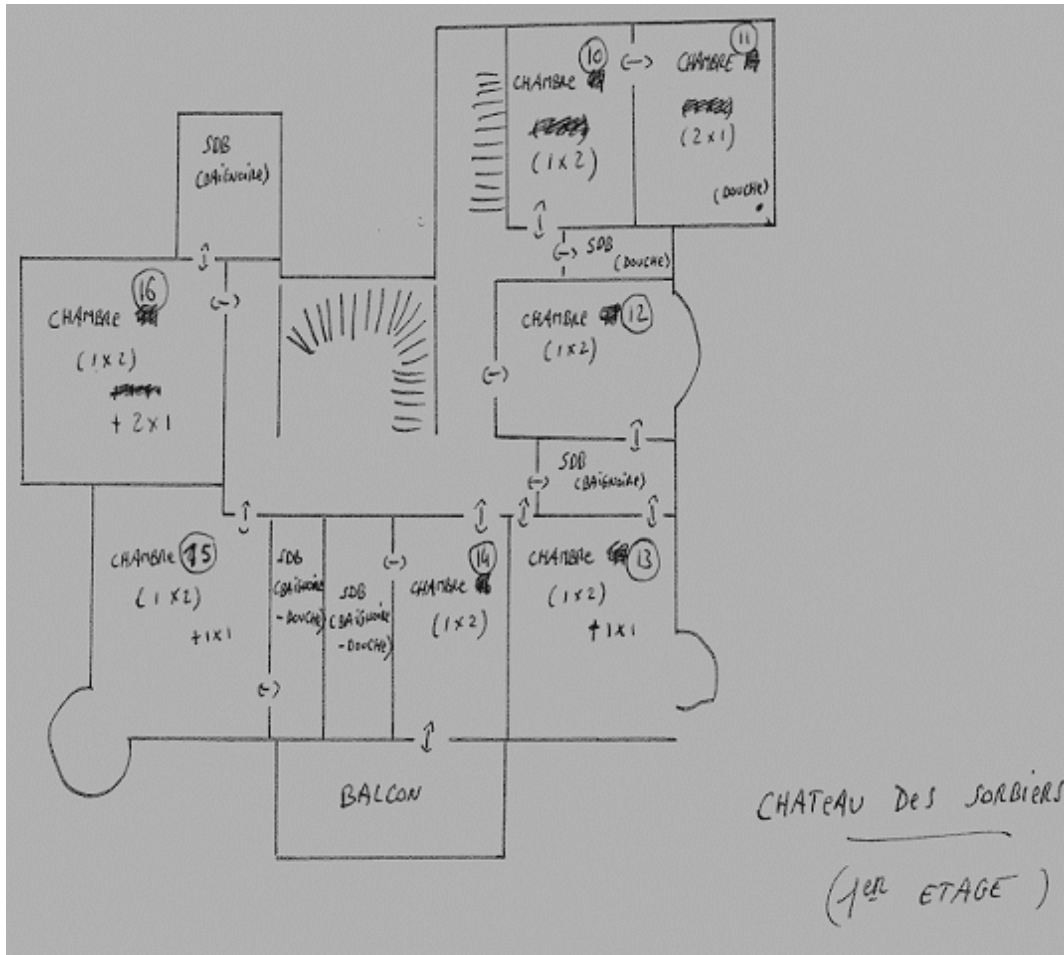 CHAMBRE 10
(1x2)
CHAMBRE 11
(2x1)
(DOUCHE)
SDB
(BAIGNOIRE)
SDB
(DOUCHE)
CHAMBRE 16
(1x2)
+ 2x1
CHAMBRE 12
(1x2)
SDB
(BAIGNOIRE)
CHAMBRE 15
(1x2)
+1x1
SDB
(BAIGNOIRE
-DOUCHE)
SDB
(BAIGNOIRE
-DOUCHE)
CHAMBRE 14
(1x2)
CHAMBRE 13
(1x2)
+1x1
BALCON
CHATEAU DES SORBIERS
(1ER ETAGE)